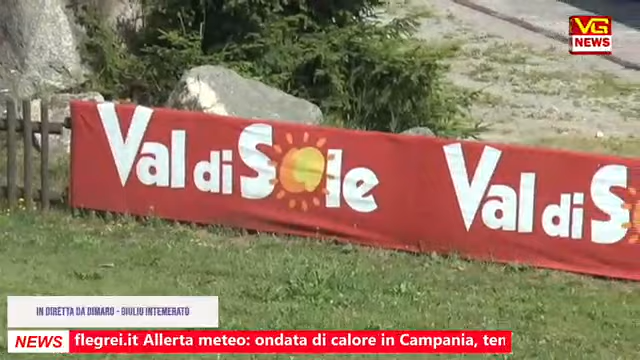 VG
NEWS
Val di Sole Val di S
IN DIRETTA DA DIMARO - GIULIO INTEMERATO
NEWS flegrei.it Allerta meteo: ondata di calore in Campania, tem